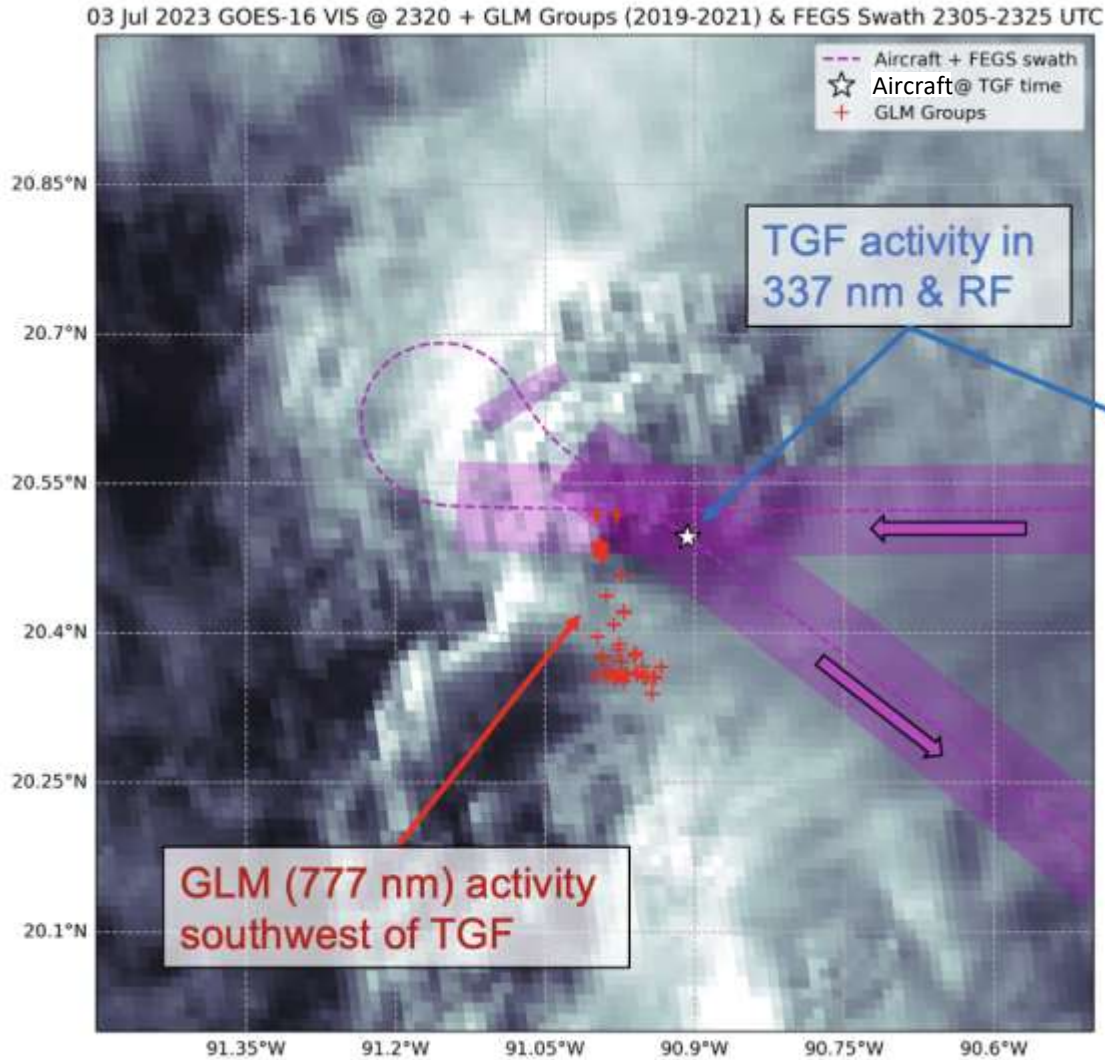 03 Jul 2023 GOES-16 VIS @ 2320 + GLM Groups (2019-2021) & FEGS Swath 2305-2325 UTC
Aircraft + FEGS swath
Aircraft @ TGF time
GLM Groups
20.85°N
TGF activity in
337 nm & RF
20.7°N
20.55°N
20.4°N
20.25°N
GLM (777 nm) activity
southwest of TGF
20.1°N
91.35°W 91.2°W 91.05°W 90.9°W 90.75°W 90.6°W